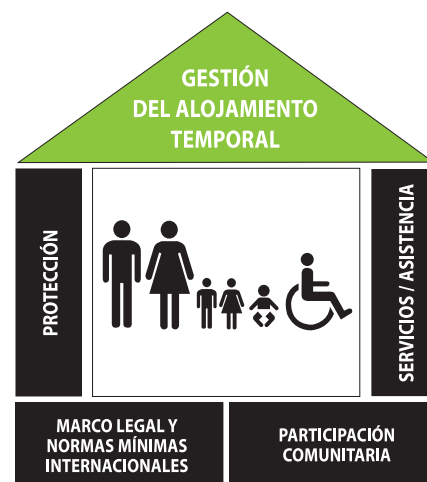 GESTIÓN
DEL ALOJAMIENTO
TEMPORAL
PROTECCIÓN
SERVICIOS / ASISTENCIA
MARCO LEGAL Y
NORMAS MÍNIMAS
INTERNACIONALES
PARTICIPACIÓN
COMUNITARIA